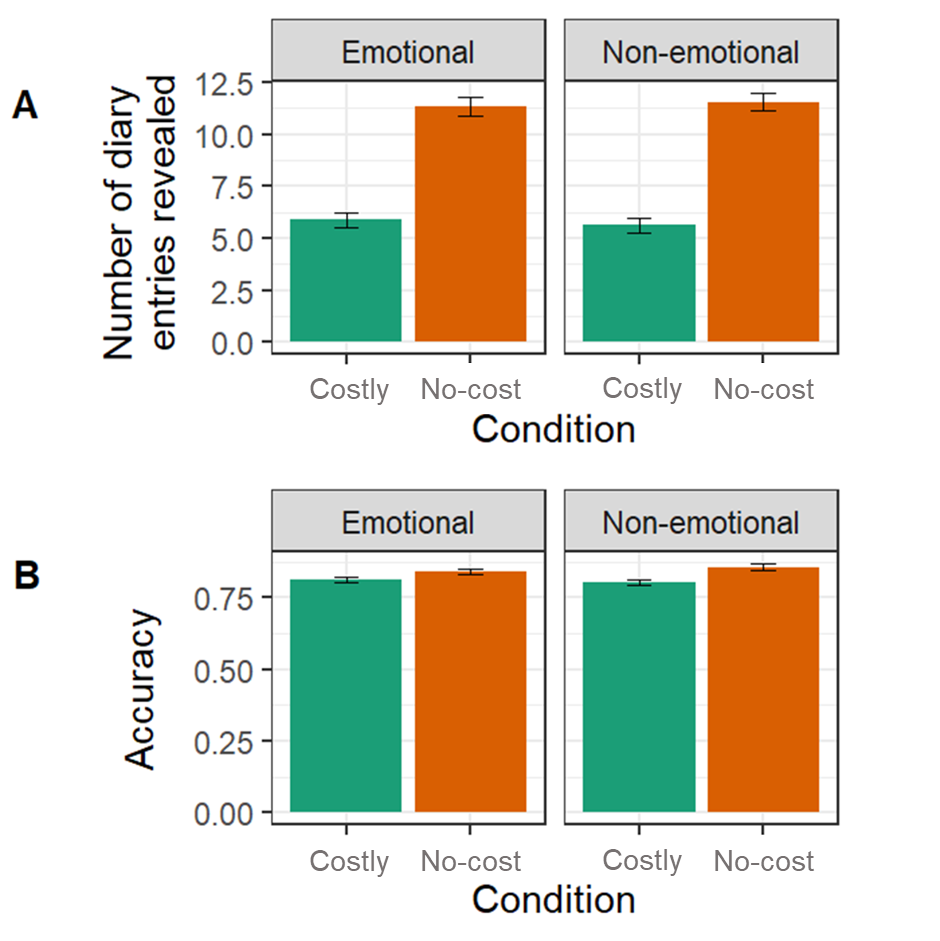 Emotional Non-emotional
A
Number of diary
entries revealed
12.5
10.0
7.5
5.0
2.5
0.0
Costly No-cost Costly No-cost
Condition
Emotional Non-emotional
B
Accuracy
0.75
0.50
0.25
0.00
Costly No-cost Costly No-cost
Condition